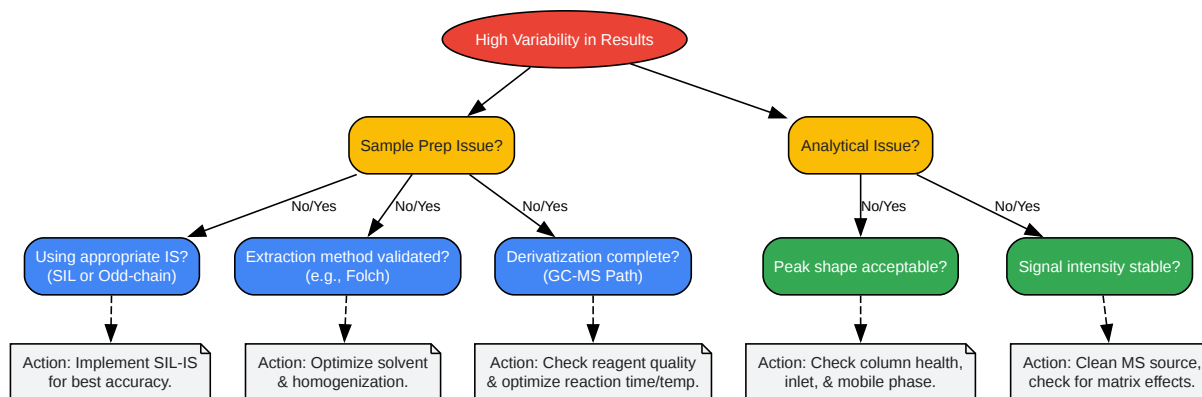 High Variability in Results
Sample Prep Issue?
Analytical Issue?
No/Yes
No/Yes
No/Yes
No/Yes
No/Yes
Using appropriate IS?
(SIL or Odd-chain)
Extraction method validated?
(e.g., Folch)
Derivatization complete?
(GC-MS Path)
Peak shape acceptable?
Signal intensity stable?
Action: Implement SIL-IS
for best accuracy.
Action: Optimize solvent
& homogenization.
Action: Check reagent quality
& optimize reaction time/temp.
Action: Check column health,
inlet, & mobile phase.
Action: Clean MS source,
check for matrix effects.